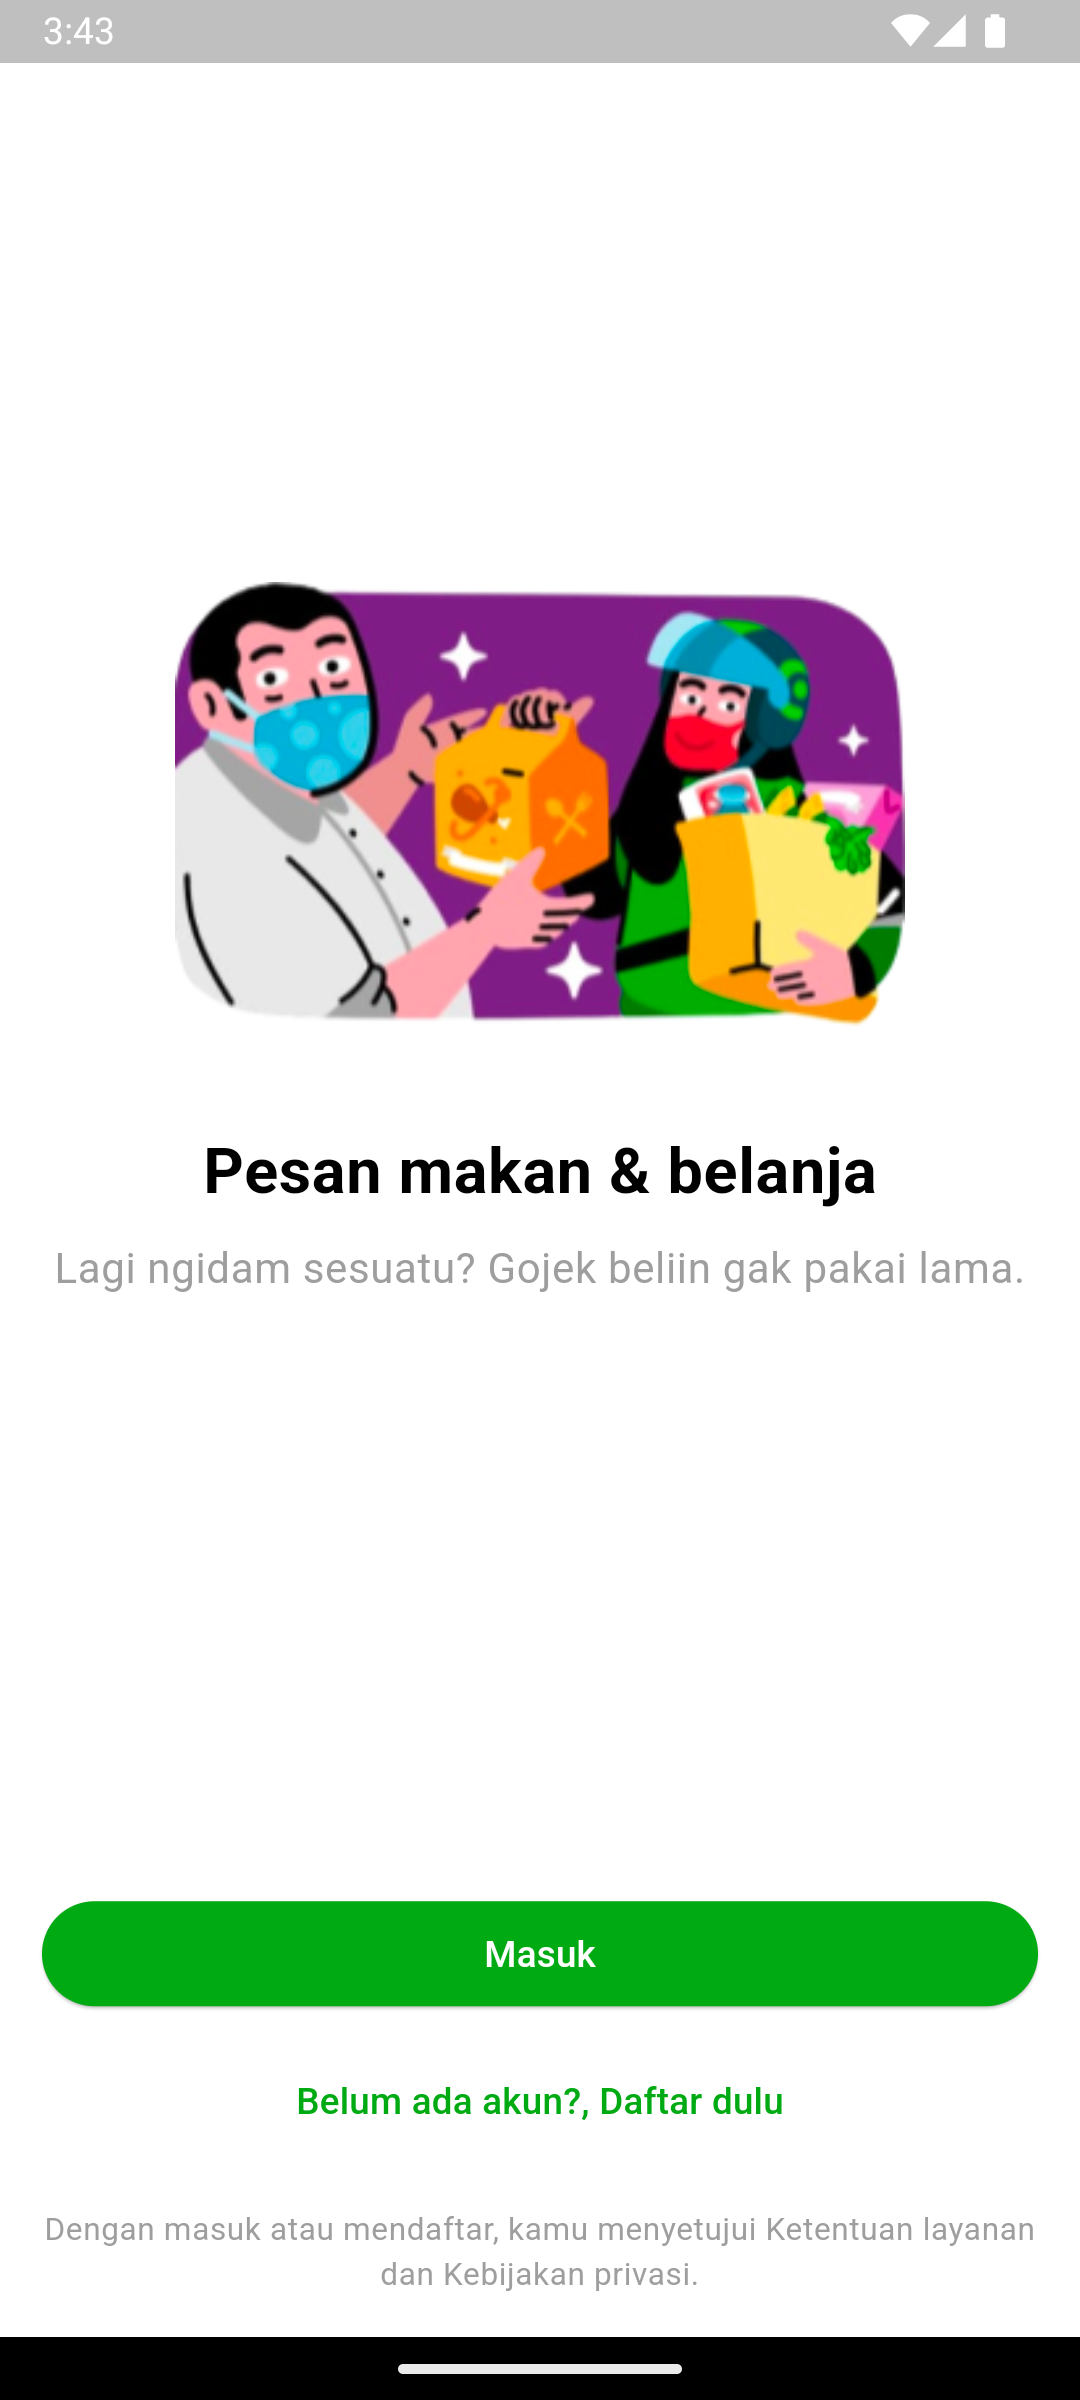 3:43
Pesan makan & belanja
Lagi ngidam sesuatu? Gojek beliin gak pakai lama.
Masuk
Belum ada akun?, Daftar dulu
Dengan masuk atau mendaftar, kamu menyetujui Ketentuan layanan
dan Kebijakan privasi.